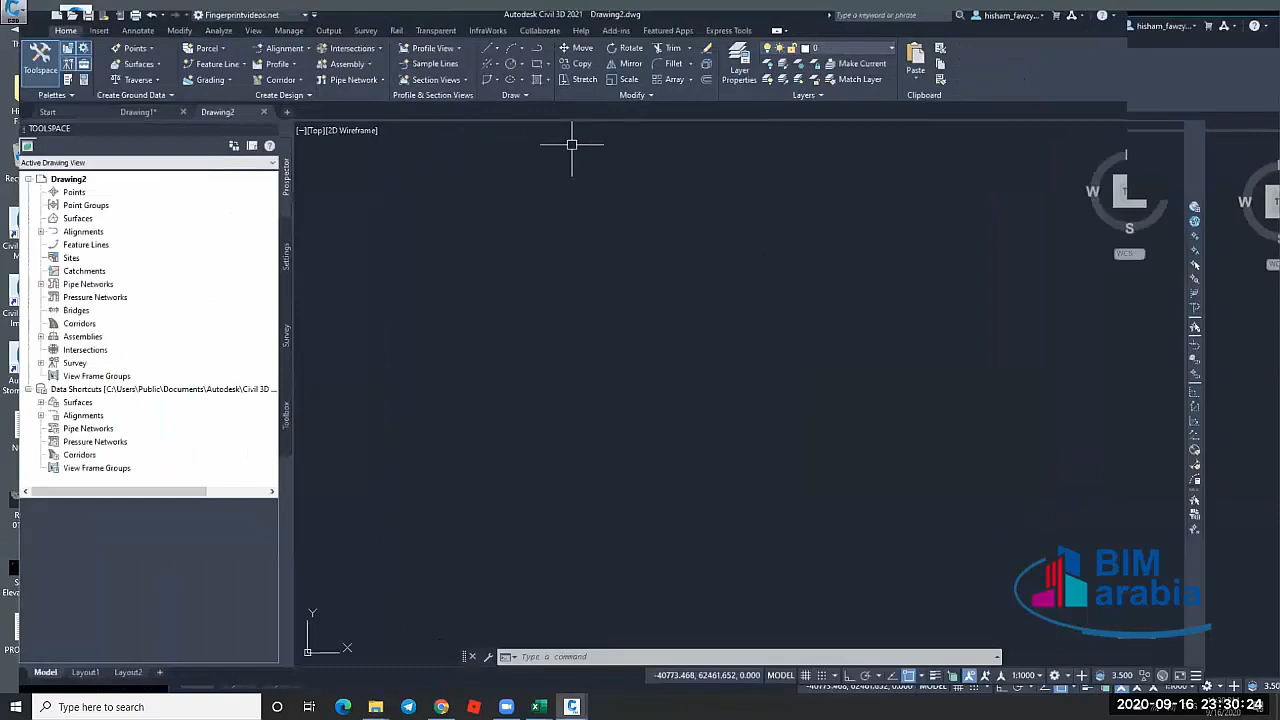 Fingerprintvideos.net
Autodesk Civil 3D 2021 Drawing2.dwg
Type a keyword or phrase
hisham_fawzy...
hisham_fawzy...
Home Insert Annotate Modify Analyze View Manage Output Survey Rail Transparent InfraWorks Collaborate Help Add-ins Featured Apps Express Tools
Toolspace
Points
Surfaces
Traverse
Parcel
Feature Line
Grading
Alignment
Profile
Corridor
Intersections
Assembly
Pipe Network
Profile View
Sample Lines
Section Views
Move
Copy
Stretch
Rotate
Mirror
Scale
Trim
Fillet
Array
Layer
Properties
0
Make Current
Match Layer
Paste
Palettes
Create Ground Data
Create Design
Profile & Section Views
Draw
Modify
Layers
Clipboard
Start
Drawing1*
Drawing2
TOOLSPACE
[−][Top][2D Wireframe]
Active Drawing View
Drawing2
Points
Point Groups
Surfaces
Alignments
Feature Lines
Sites
Catchments
Pipe Networks
Pressure Networks
Bridges
Corridors
Assemblies
Intersections
Survey
View Frame Groups
Data Shortcuts [C:\Users\Public\Documents\Autodesk\Civil 3D ...
Surfaces
Alignments
Pipe Networks
Pressure Networks
Corridors
View Frame Groups
Prospector
Settings
Survey
Toolbox
W
T
S
WCS
W
BIM
arabia
Y
X
Type a command
Model Layout1 Layout2 +
-40773.468, 62461.652, 0.000 MODEL
1:1000
3.500
3.50
Type here to search
2020-09-16 23:30:24